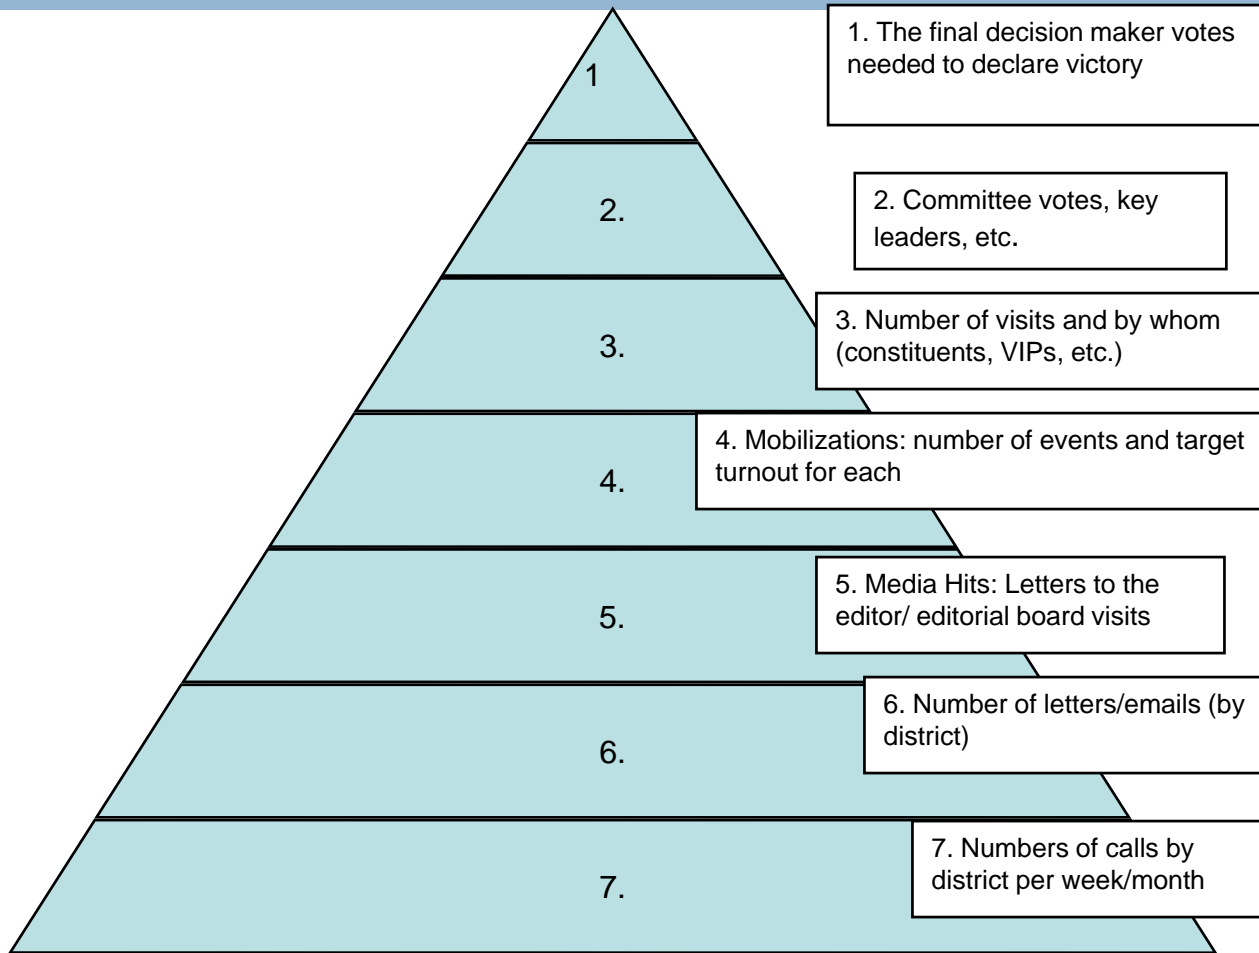 1
1. The final decision maker votes
needed to declare victory
2.
2. Committee votes, key
leaders, etc.
3.
3. Number of visits and by whom
(constituents, VIPs, etc.)
4.
4. Mobilizations: number of events and target
turnout for each
5.
5. Media Hits: Letters to the
editor/ editorial board visits
6.
6. Number of letters/emails (by
district)
7.
7. Numbers of calls by
district per week/month